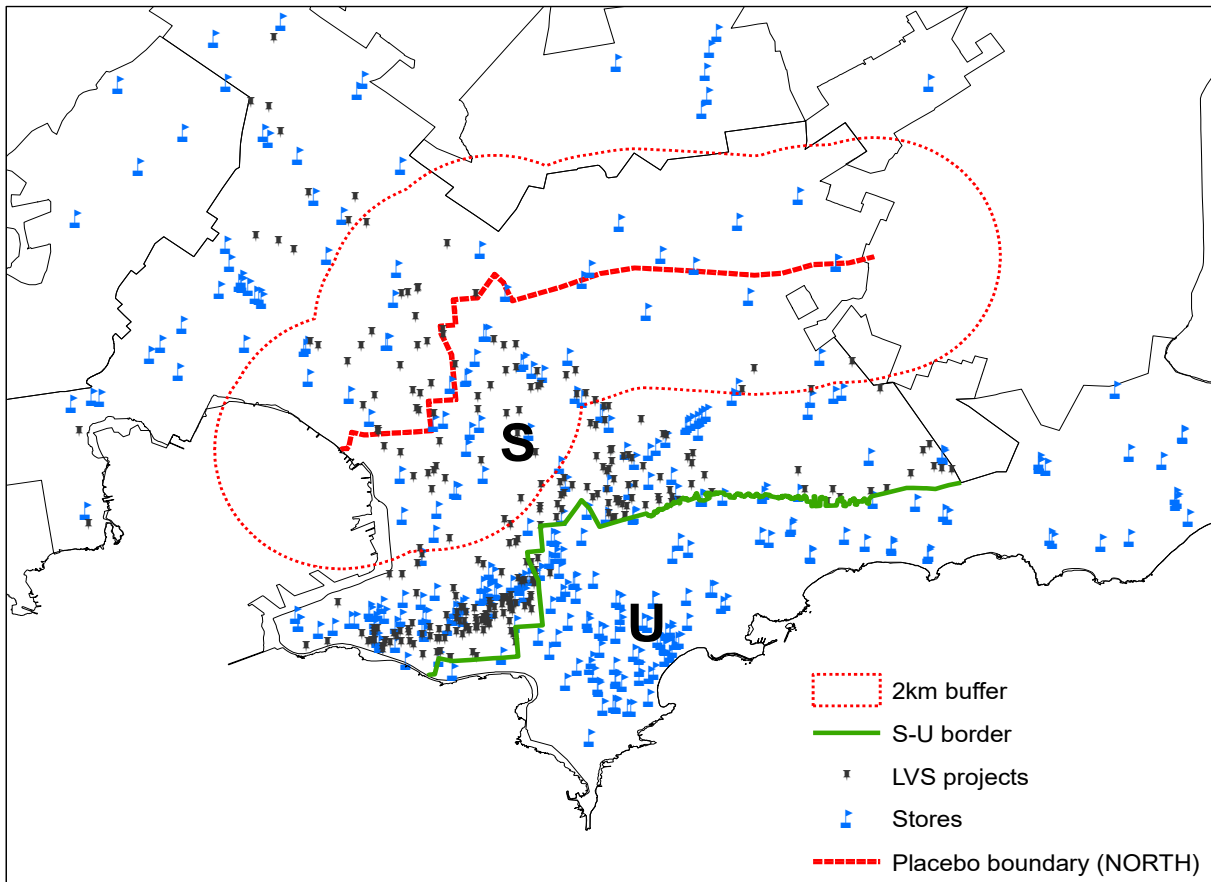 S
U
2km buffer
S-U border
LVS projects
Stores
Placebo boundary (NORTH)